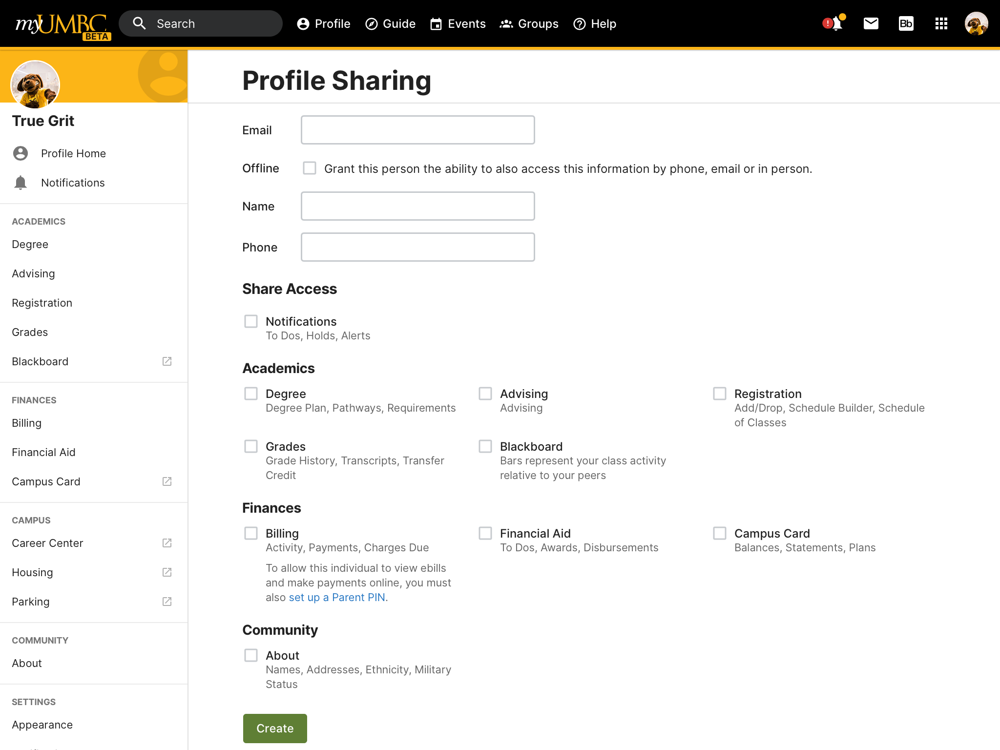 myUMBC
BETA
Search
Profile
Guide
Events
Groups
Help
!
Bb
True Grit
Profile Home
Notifications
ACADEMICS
Degree
Advising
Registration
Grades
Blackboard
FINANCES
Billing
Financial Aid
Campus Card
CAMPUS
Career Center
Housing
Parking
COMMUNITY
About
SETTINGS
Appearance
Profile Sharing
Email
Offline
Grant this person the ability to also access this information by phone, email or in person.
Name
Phone
Share Access
Notifications
To Dos, Holds, Alerts
Academics
Degree
Degree Plan, Pathways, Requirements
Advising
Advising
Registration
Add/Drop, Schedule Builder, Schedule
of Classes
Grades
Grade History, Transcripts, Transfer
Credit
Blackboard
Bars represent your class activity
relative to your peers
Finances
Billing
Activity, Payments, Charges Due
To allow this individual to view ebills
and make payments online, you must
also set up a Parent PIN.
Financial Aid
To Dos, Awards, Disbursements
Campus Card
Balances, Statements, Plans
Community
About
Names, Addresses, Ethnicity, Military
Status
Create